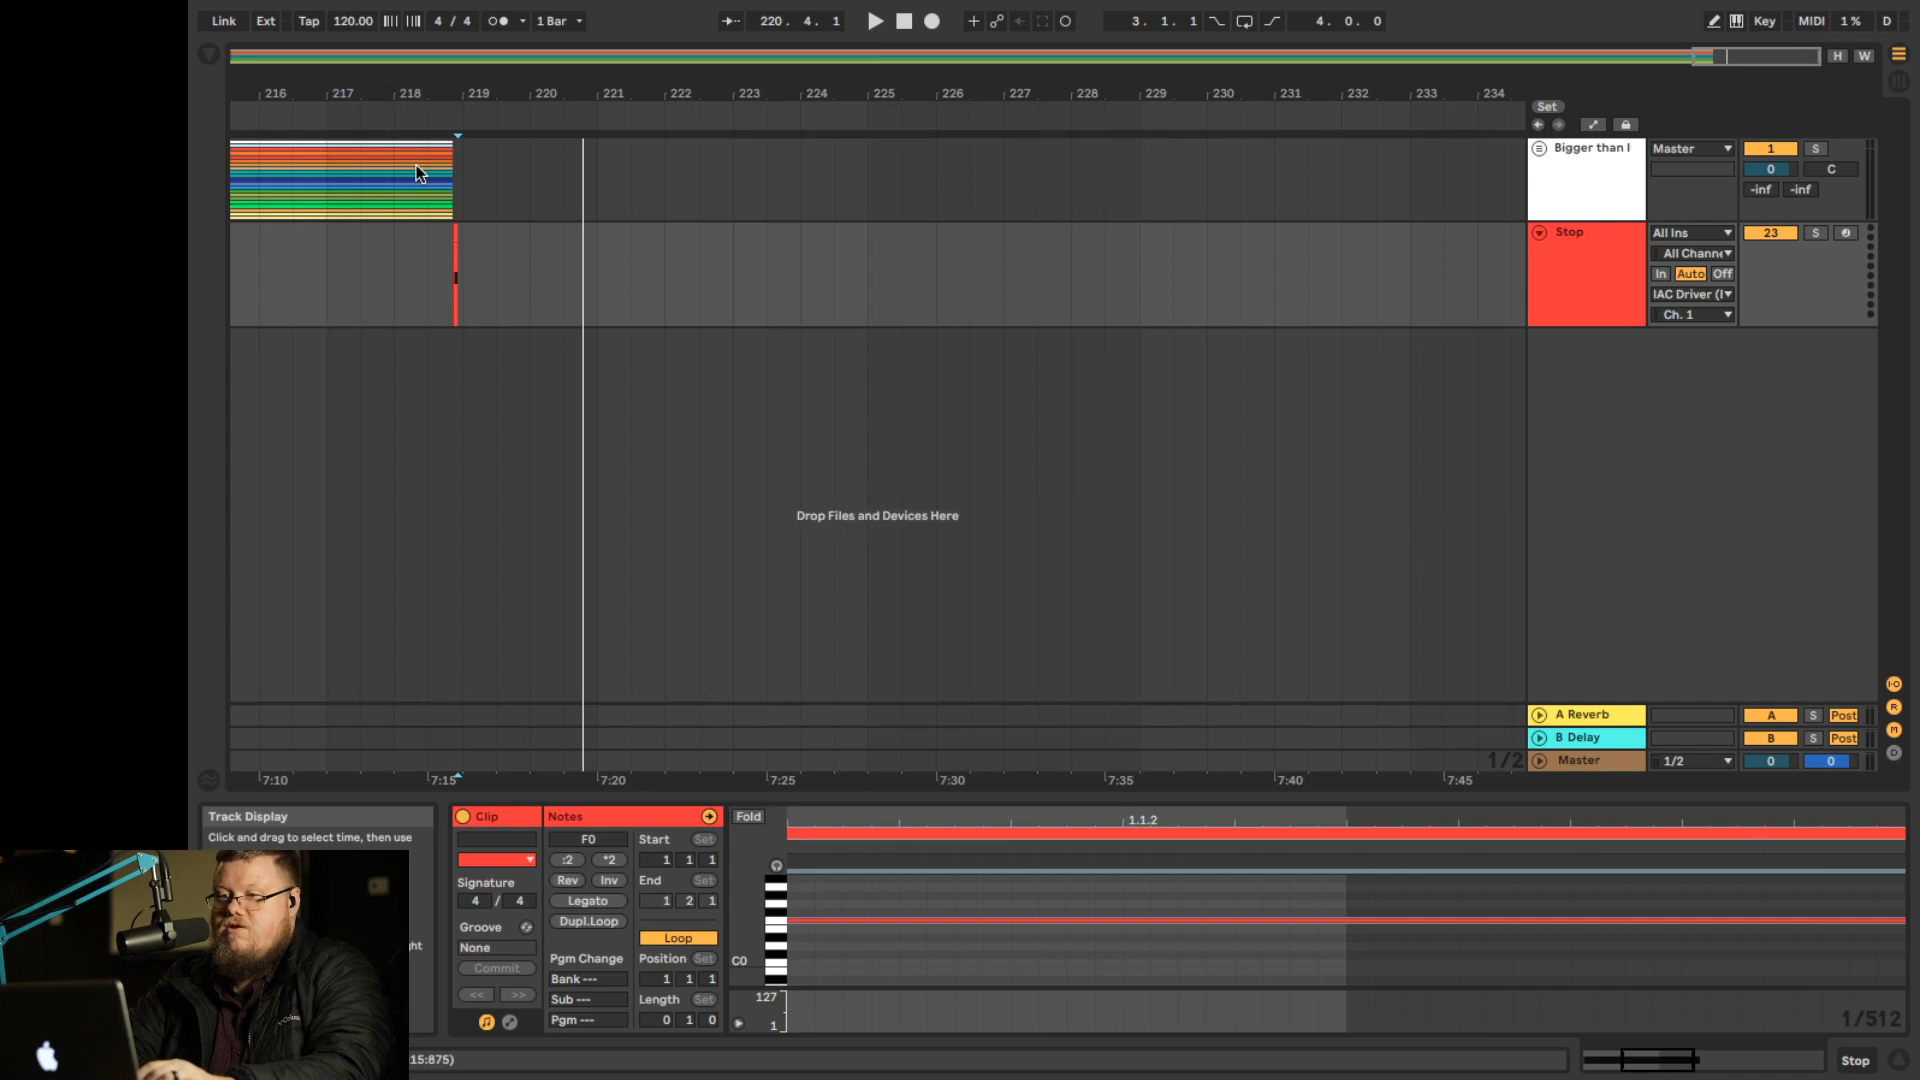 Link Ext Tap 120.00 4 / 4 1 Bar 220. 4. 1 3. 1. 1 4. 0. 0 Key MIDI 1 % D
H W
216 217 218 219 220 221 222 223 224 225 226 227 228 229 230 231 232 233 234
Set
Bigger than I Master 1 S
0 C
-inf -inf
Stop All Ins 23 S
All Channe
In Auto Off
IAC Driver (I
Ch. 1
Drop Files and Devices Here
A Reverb A S Post
B Delay B S Post
1/2 Master 1/2 0 0
7:10 7:15 7:20 7:25 7:30 7:35 7:40 7:45
Track Display
Click and drag to select time, then use
ht
Clip Notes Fold 1.1.2
F0 Start Set
:2 *2 1 1 1
Signature Rev Inv End Set
4 / 4 Legato 1 2 1
Groove Dupl.Loop
None Loop
Commit Pgm Change Position Set C0
<< >> Bank --- 1 1 1
Sub --- Length Set 127
Pgm --- 0 1 0 1
1/512
15:875) Stop